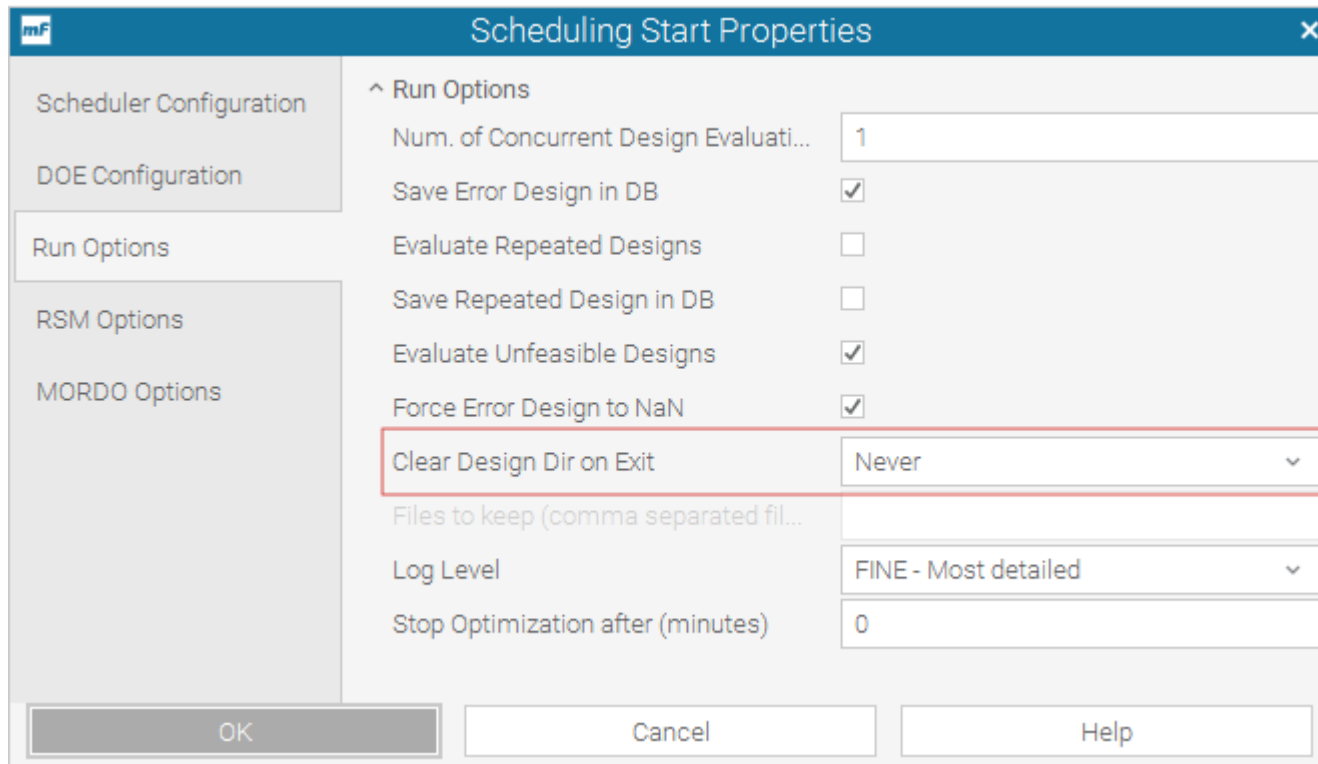 mF
Scheduling Start Properties
Scheduler Configuration
DOE Configuration
Run Options
RSM Options
MORDO Options
Run Options
Num. of Concurrent Design Evaluati... 1
Save Error Design in DB
Evaluate Repeated Designs
Save Repeated Design in DB
Evaluate Unfeasible Designs
Force Error Design to NaN
Clear Design Dir on Exit Never
Files to keep (comma separated fil...
Log Level FINE - Most detailed
Stop Optimization after (minutes) 0
OK Cancel Help